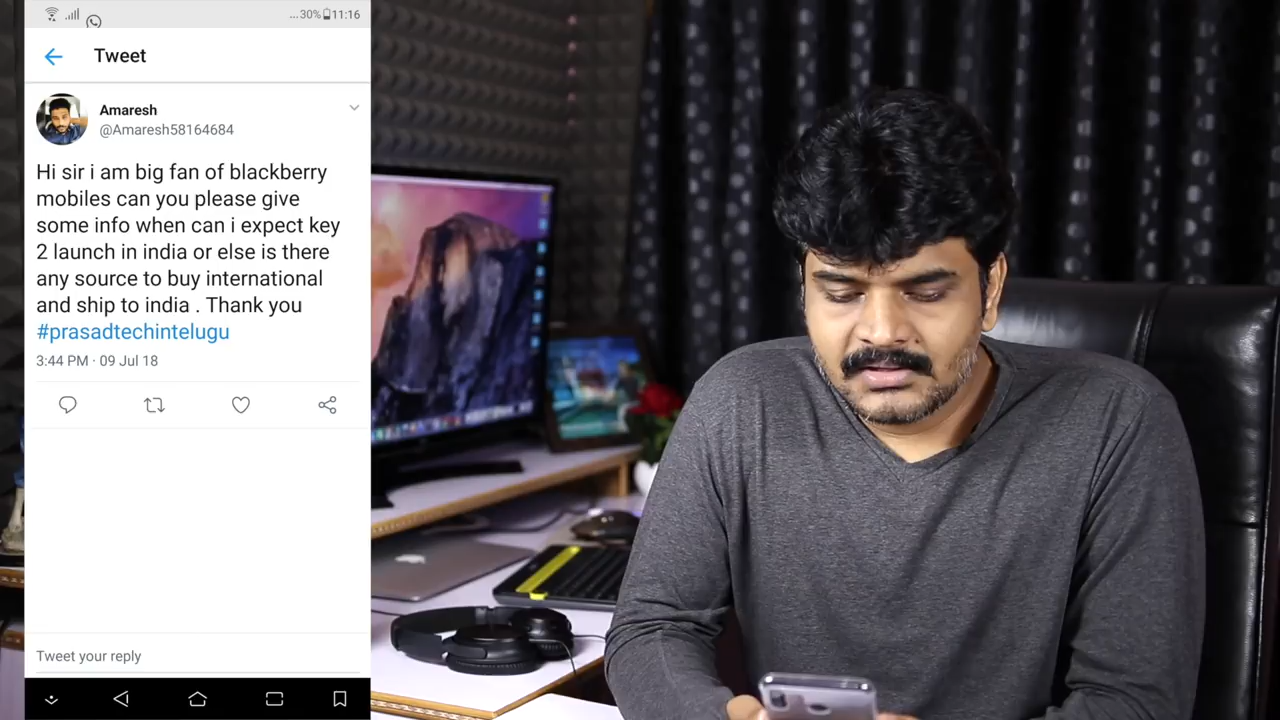 ...30% 11:16
Tweet
Amaresh
@Amaresh58164684
Hi sir i am big fan of blackberry
mobiles can you please give
some info when can i expect key
2 launch in india or else is there
any source to buy international
and ship to india . Thank you
#prasadtechintelugu
3:44 PM · 09 Jul 18
Tweet your reply